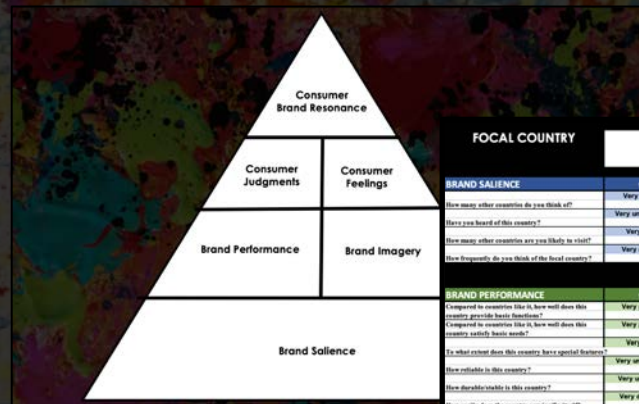 Consumer
Brand Resonance
Consumer
Judgments
Consumer
Feelings
Brand Performance
Brand Imagery
Brand Salience
FOCAL COUNTRY
BRAND SALIENCE
Very
How many other countries do you think of?
Very un
Have you heard of this country?
Very
How many other countries are you likely to visit?
Very
How frequently do you think of the focal country?
BRAND PERFORMANCE
Compared to countries like it, how well does this
country provide basic functions?
Very
Compared to countries like it, how well does this
country satisfy basic needs?
Very
Very
To what extent does this country have special features?
Very un
How reliable is this country?
Very un
How durable/stable is this country?
Very u